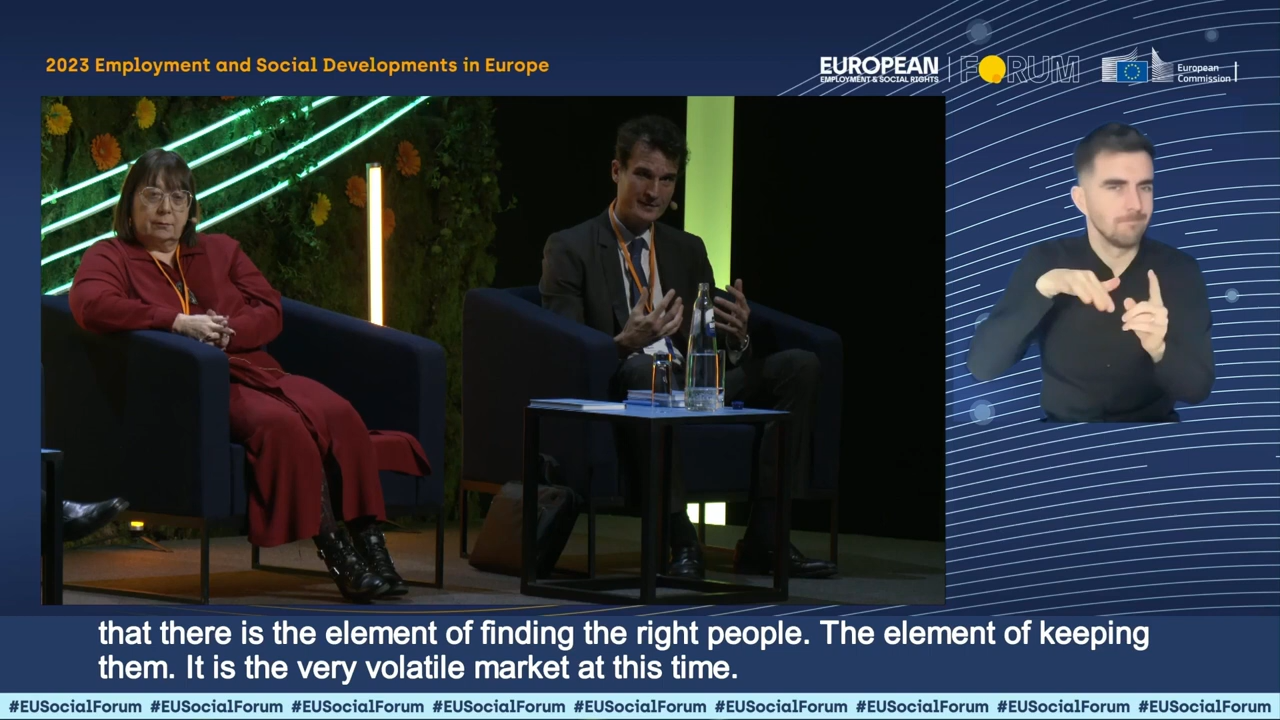 2023 Employment and Social Developments in Europe
EUROPEAN
EMPLOYMENT & SOCIAL RIGHTS
FORUM
European
Commission
that there is the element of finding the right people. The element of keeping
them. It is the very volatile market at this time.
#EUSocialForum #EUSocialForum #EUSocialForum #EUSocialForum #EUSocialForum #EUSocialForum #EUSocialForum #EUSocialForum #EUSocialForum